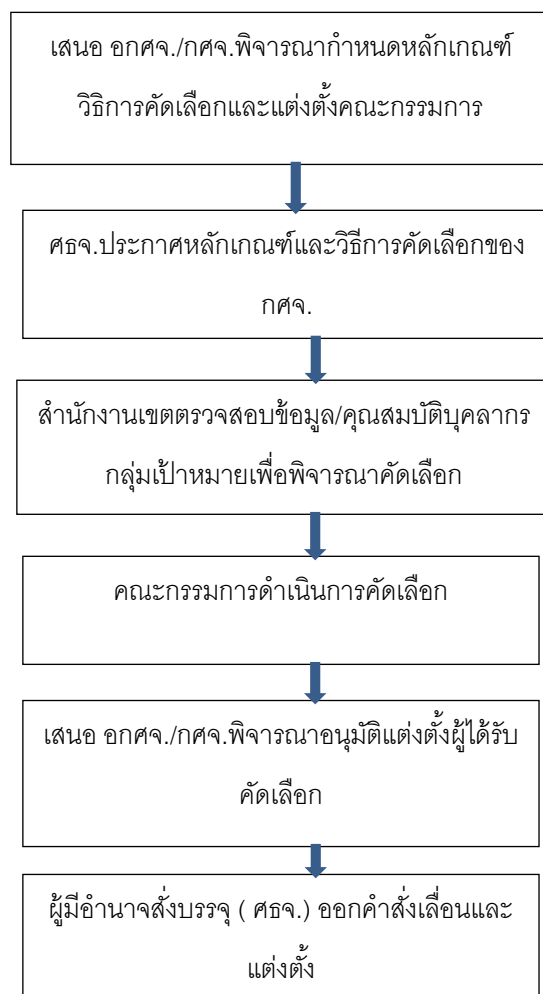 เสนอ อกศจ./กศจ.พิจารณากำหนดหลักเกณฑ์
วิธีการคัดเลือกและแต่งตั้งคณะกรรมการ
ศธจ.ประกาศหลักเกณฑ์และวิธีการคัดเลือกของ
กศจ.
สำนักงานเขตตรวจสอบข้อมูล/คุณสมบัติบุคลากร
กลุ่มเป้าหมายเพื่อพิจารณาคัดเลือก
คณะกรรมการดำเนินการคัดเลือก
เสนอ อกศจ./กศจ.พิจารณาอนุมัติแต่งตั้งผู้ได้รับ
คัดเลือก
ผู้มีอำนาจสั่งบรรจุ ( ศธจ.) ออกคำสั่งเลื่อนและ
แต่งตั้ง